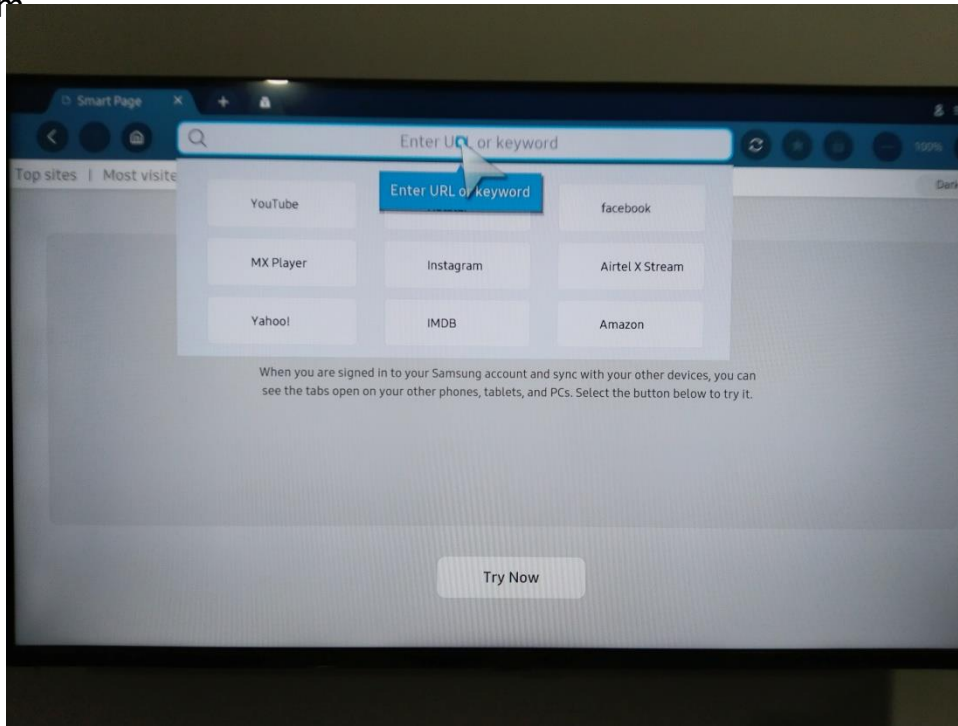 m
Smart Page
Enter URL or keyword
100%
Top sites | Most visite
Enter URL or keyword
Dark
YouTube
facebook
MX Player
Instagram
Airtel X Stream
Yahoo!
IMDB
Amazon
When you are signed in to your Samsung account and sync with your other devices, you can
see the tabs open on your other phones, tablets, and PCs. Select the button below to try it.
Try Now